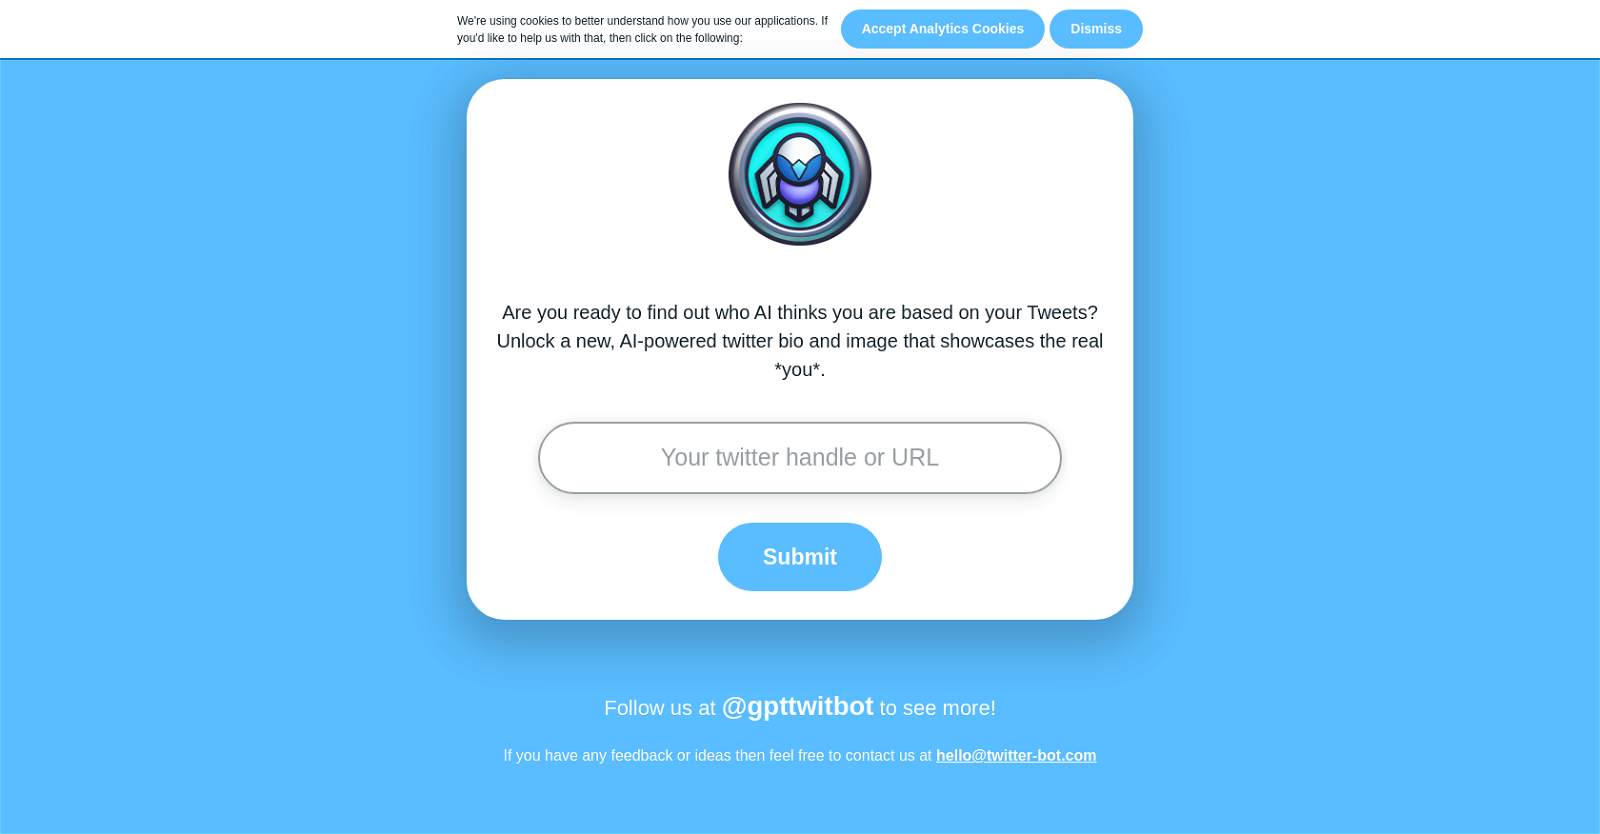 We're using cookies to better understand how you use our applications. If
you'd like to help us with that, then click on the following:
Accept Analytics Cookies
Dismiss
Are you ready to find out who AI thinks you are based on your Tweets?
Unlock a new, AI-powered twitter bio and image that showcases the real
*you*.
Your twitter handle or URL
Submit
Follow us at @gpttwitbot to see more!
If you have any feedback or ideas then feel free to contact us at hello@twitter-bot.com